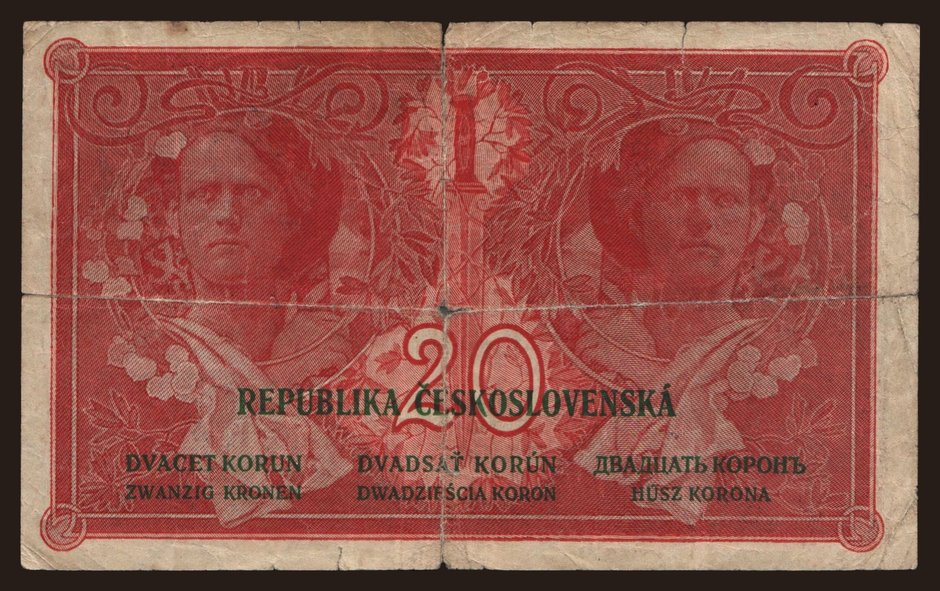 20
REPUBLIKA ČESKOSLOVENSKÁ
DVACET KORUN DVADSAŤ KORÚN ДВАДЦАТЬ КОРОНЪ
ZWANZIG KRONEN DWADZIEŚCIA KORON HÚSZ KORONA